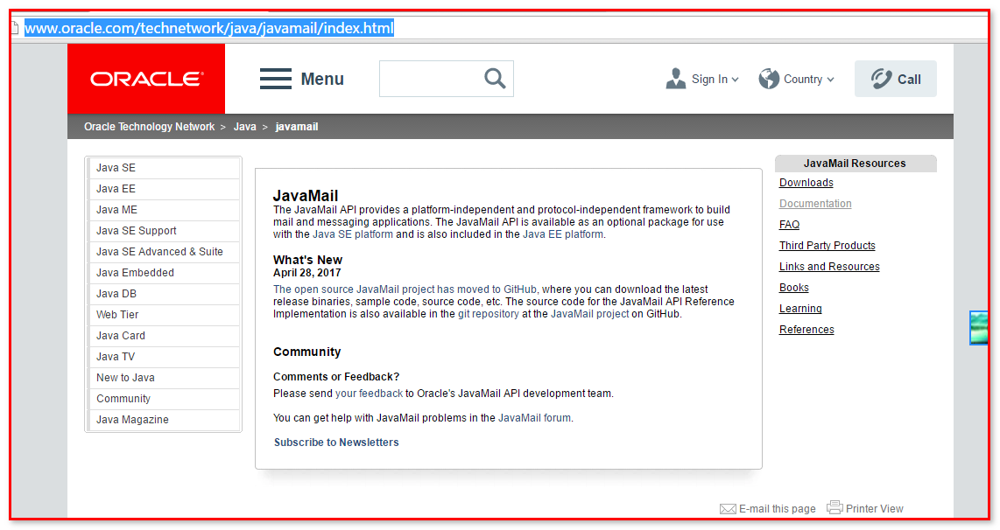 www.oracle.com/technetwork/java/javamail/index.html
ORACLE®
Menu
Sign In
Country
Call
Oracle Technology Network > Java > javamail
Java SE
Java EE
Java ME
Java SE Support
Java SE Advanced & Suite
Java Embedded
Java DB
Web Tier
Java Card
Java TV
New to Java
Community
Java Magazine
JavaMail
The JavaMail API provides a platform-independent and protocol-independent framework to build
mail and messaging applications. The JavaMail API is available as an optional package for use
with the Java SE platform and is also included in the Java EE platform.
What's New
April 28, 2017
The open source JavaMail project has moved to GitHub, where you can download the latest
release binaries, sample code, source code, etc. The source code for the JavaMail API Reference
Implementation is also available in the git repository at the JavaMail project on GitHub.
Community
Comments or Feedback?
Please send your feedback to Oracle's JavaMail API development team.
You can get help with JavaMail problems in the JavaMail forum.
Subscribe to Newsletters
JavaMail Resources
Downloads
Documentation
FAQ
Third Party Products
Links and Resources
Books
Learning
References
E-mail this page
Printer View